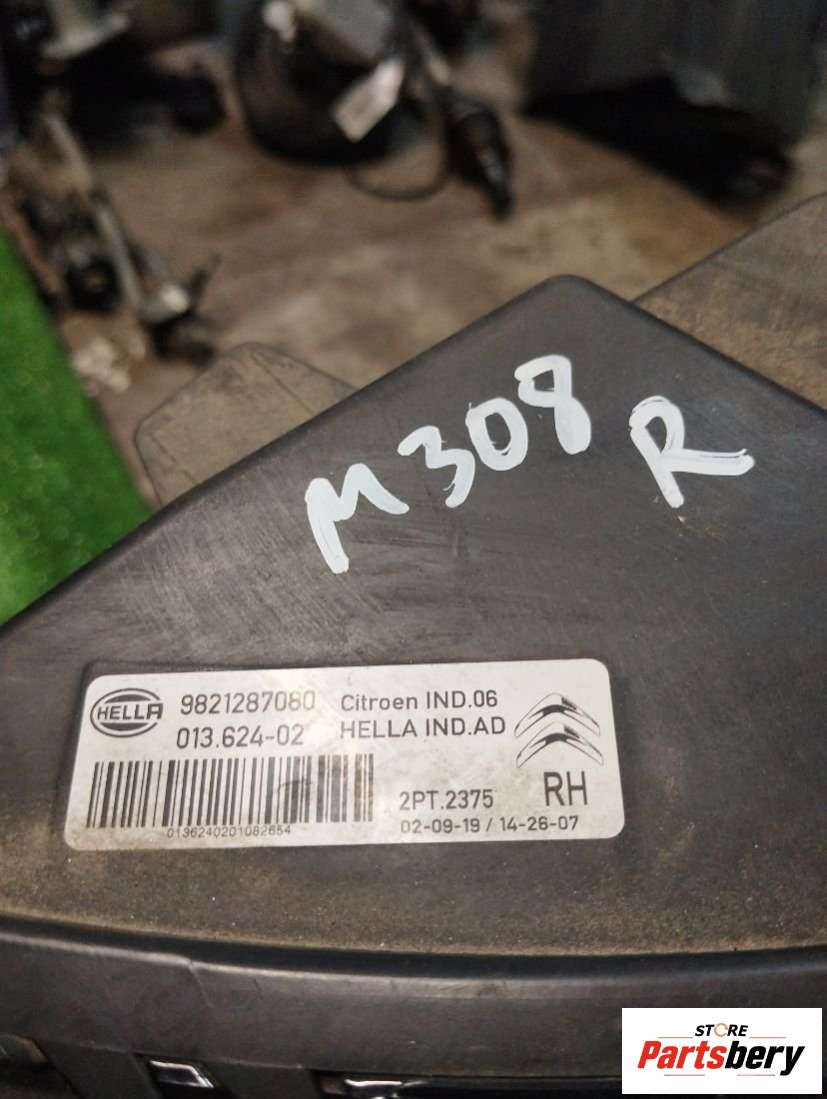 M308 R
HELLA
9821287080 Citroen IND.06
013.624-02 HELLA IND.AD
0136240201082654
2PT.2375 RH
02-09-19 / 14-26-07
STORE
Partsbery